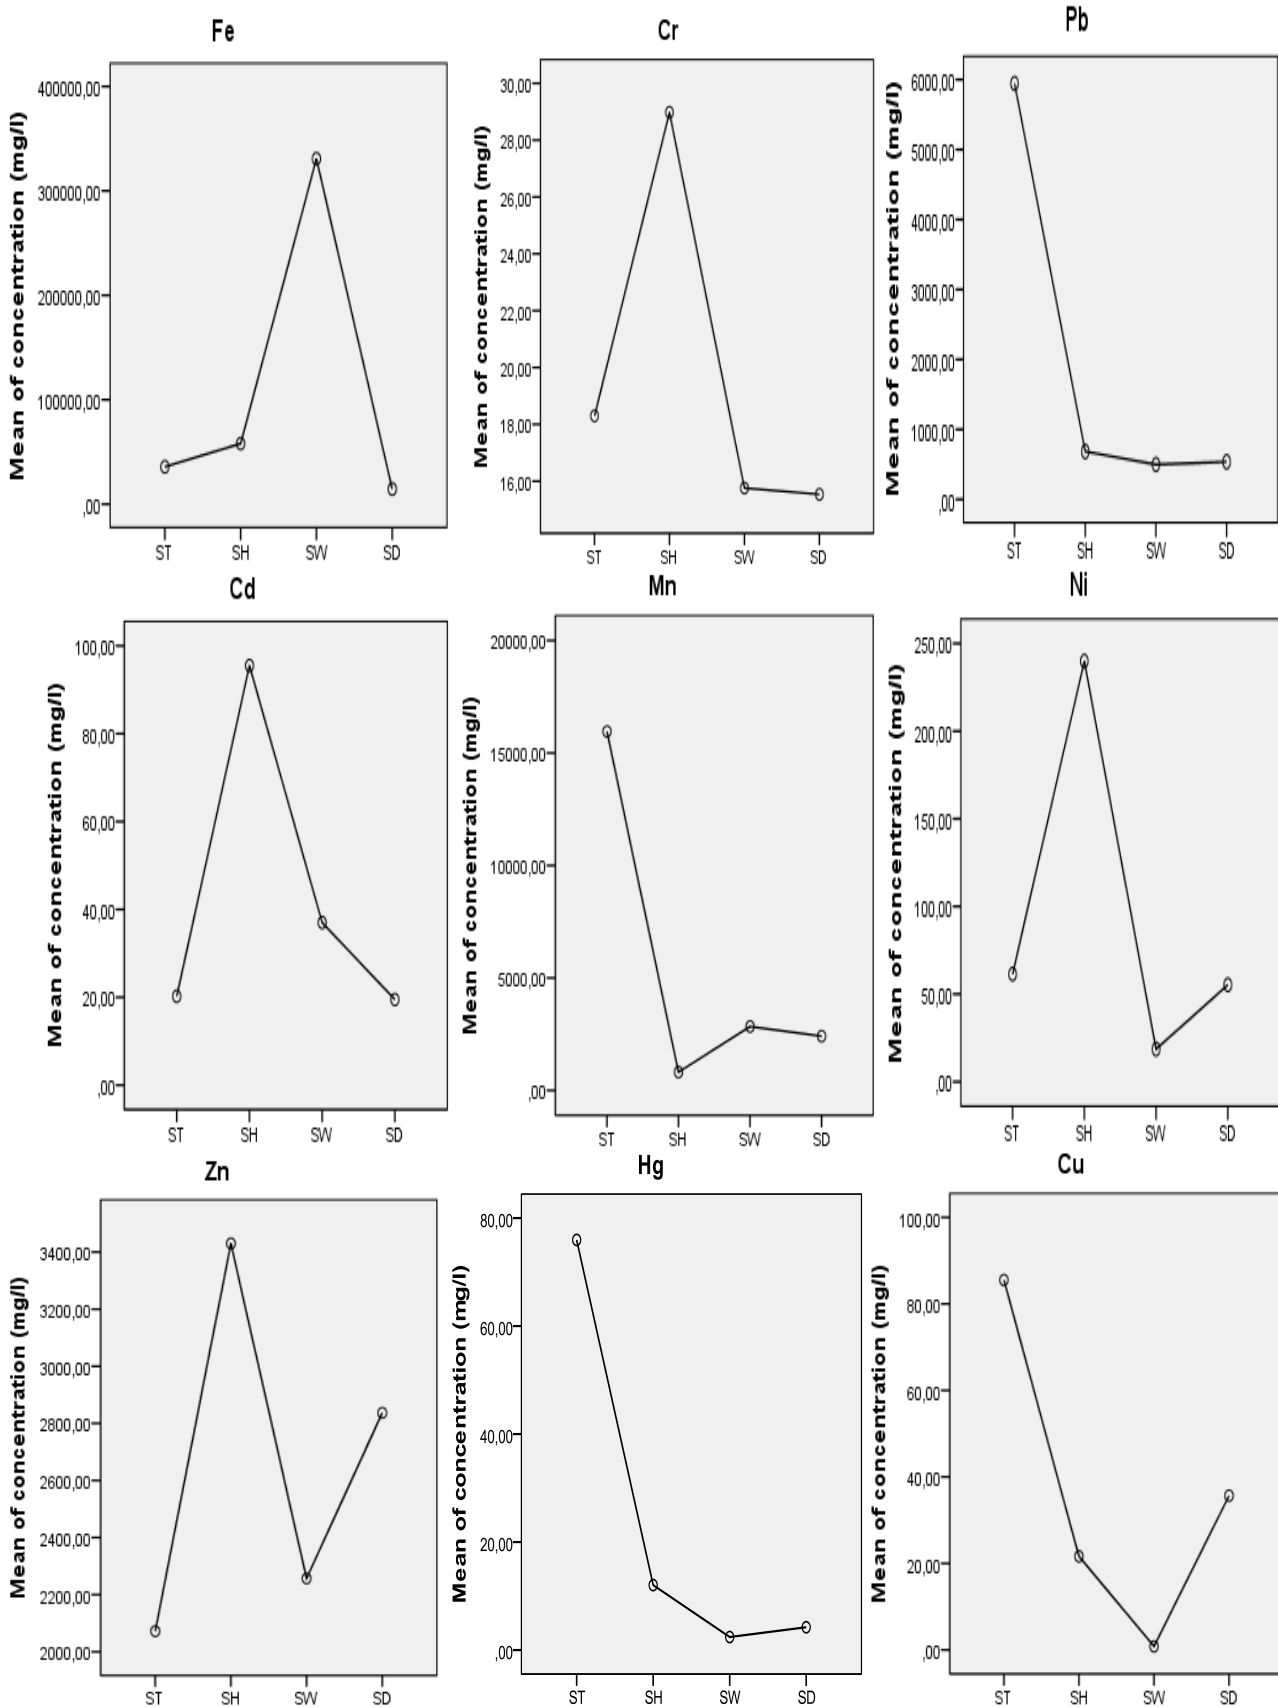 Fe
Mean of concentration (mg/l)
400000,00
300000,00
200000,00
100000,00
,00
ST SH SW SD
Cr
Mean of concentration (mg/l)
30,00
28,00
26,00
24,00
22,00
20,00
18,00
16,00
ST SH SW SD
Pb
Mean of concentration (mg/l)
6000,00
5000,00
4000,00
3000,00
2000,00
1000,00
,00
ST SH SW SD
Cd
Mean of concentration (mg/l)
100,00
80,00
60,00
40,00
20,00
,00
ST SH SW SD
Mn
Mean of concentration (mg/l)
20000,00
15000,00
10000,00
5000,00
,00
ST SH SW SD
Ni
Mean of concentration (mg/l)
250,00
200,00
150,00
100,00
50,00
,00
ST SH SW SD
Zn
Mean of concentration (mg/l)
3400,00
3200,00
3000,00
2800,00
2600,00
2400,00
2200,00
2000,00
ST SH SW SD
Hg
Mean of concentration (mg/l)
80,00
60,00
40,00
20,00
,00
ST SH SW SD
Cu
Mean of concentration (mg/l)
100,00
80,00
60,00
40,00
20,00
,00
ST SH SW SD